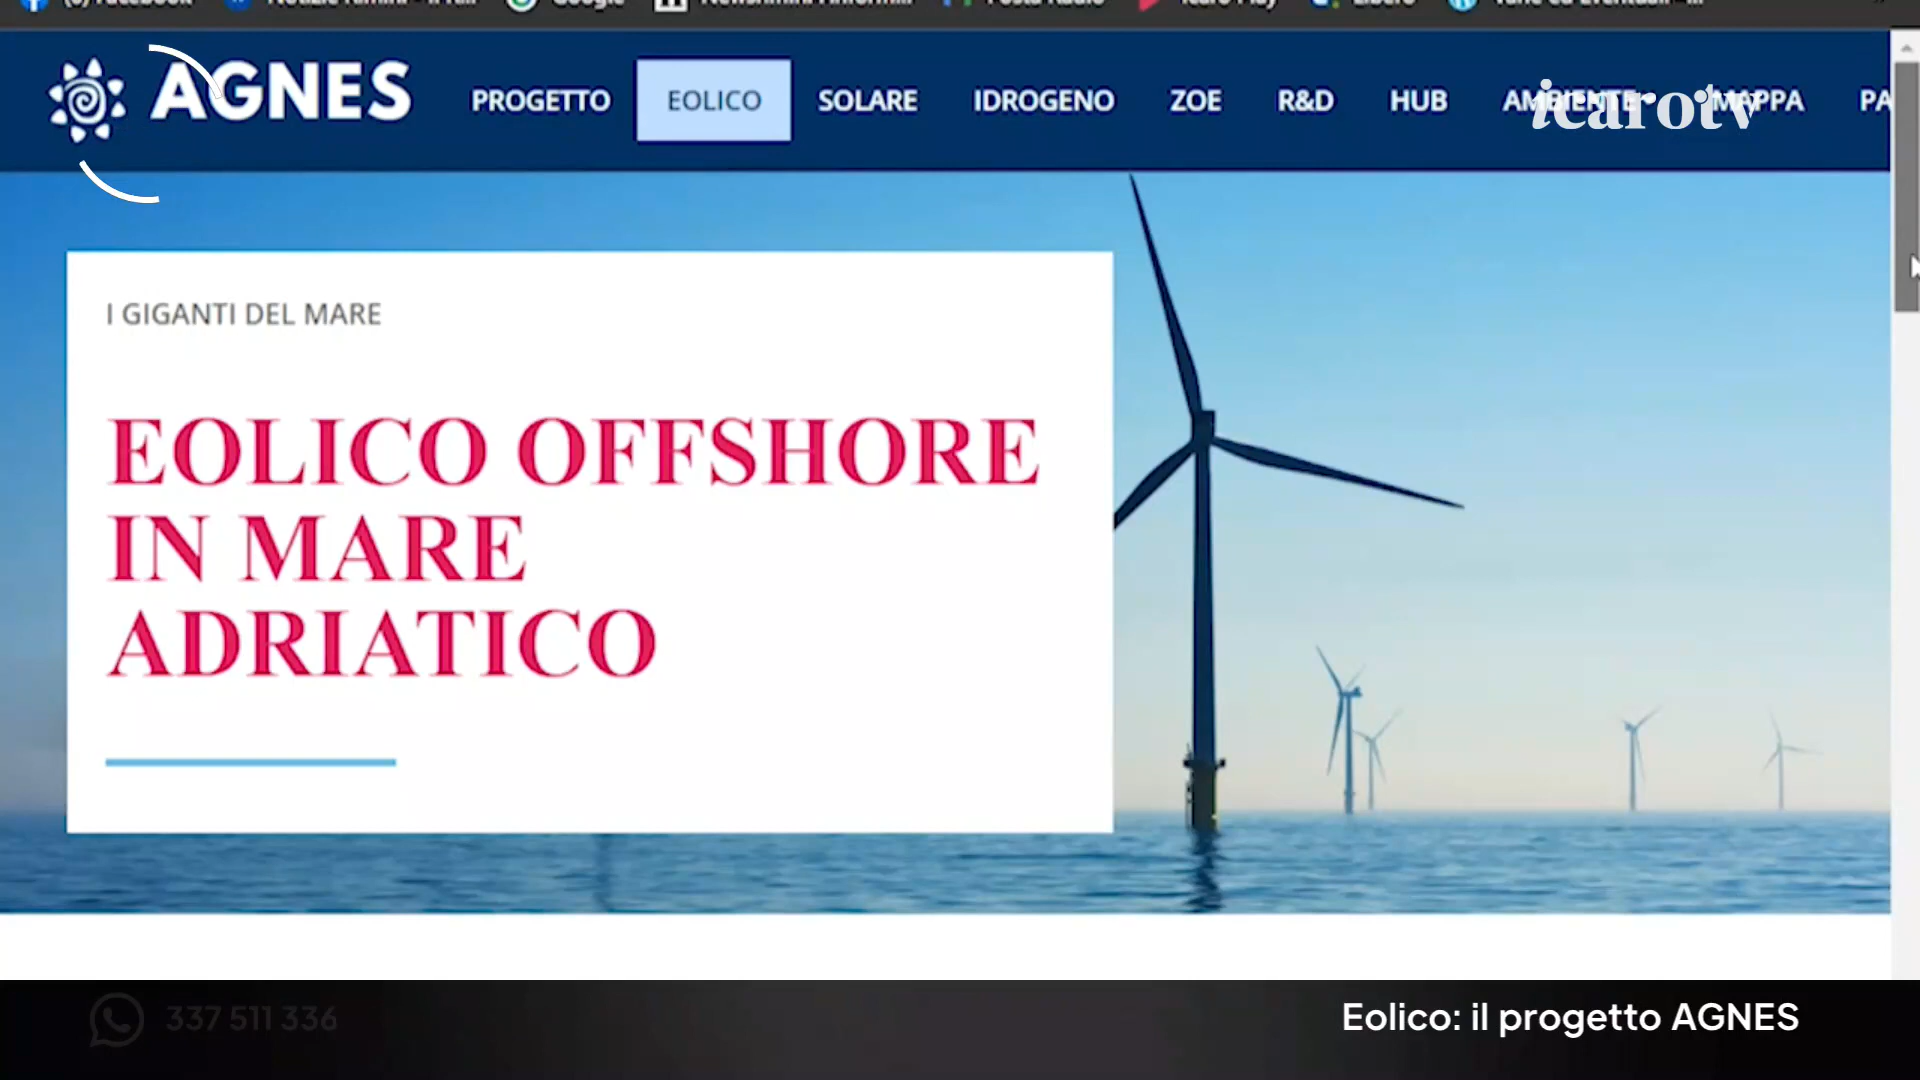 Google
AGNES
PROGETTO
EOLICO
SOLARE
IDROGENO
ZOE
R&D
HUB
AMBIENTE
MAPPA
icarotv
I GIGANTI DEL MARE
EOLICO OFFSHORE
IN MARE
ADRIATICO
337 511 336
Eolico: il progetto AGNES